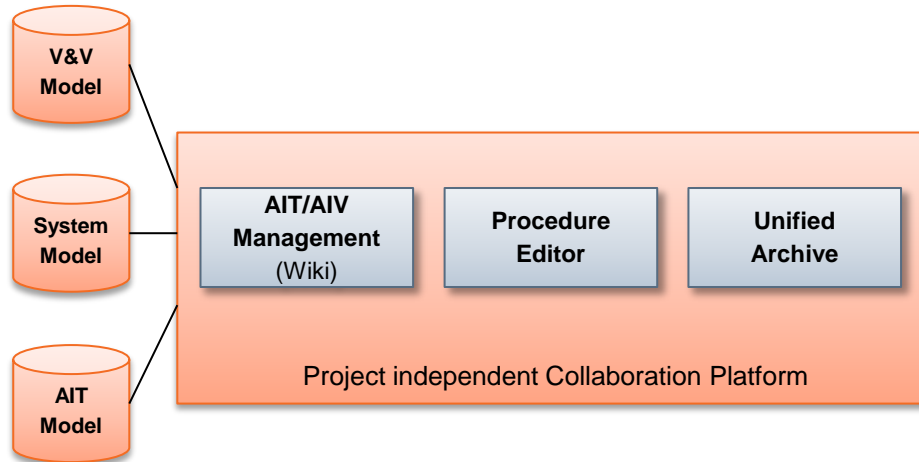 V&V
Model
System
Model
AIT
Model
AIT/AIV
Management
(Wiki)
Procedure
Editor
Unified
Archive
Project independent Collaboration Platform